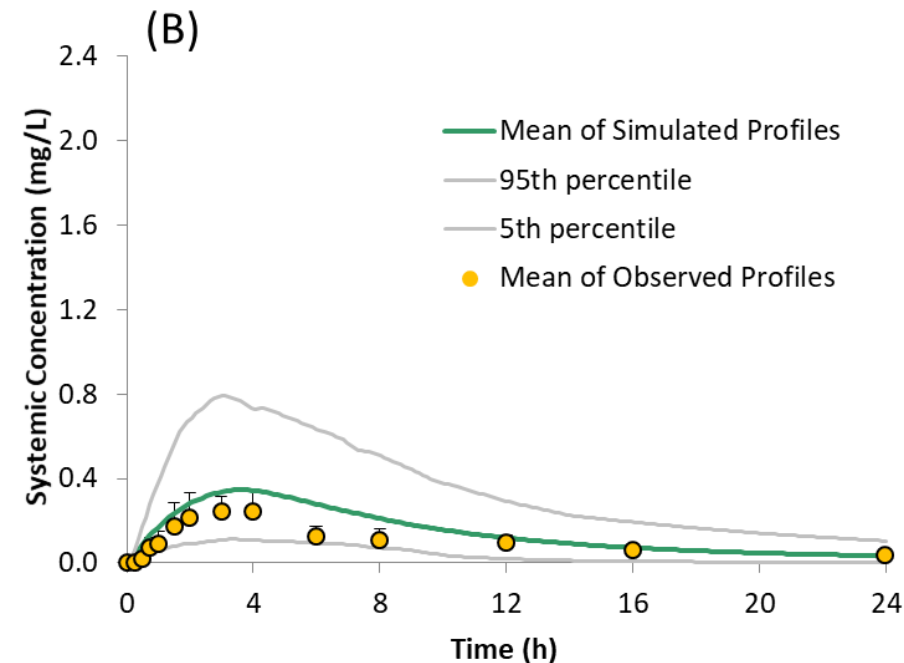 (B)
2.4
2.0
1.6
1.2
0.8
0.4
0.0
Systemic Concentration (mg/L)
Mean of Simulated Profiles
95th percentile
5th percentile
Mean of Observed Profiles
0 4 8 12 16 20 24
Time (h)